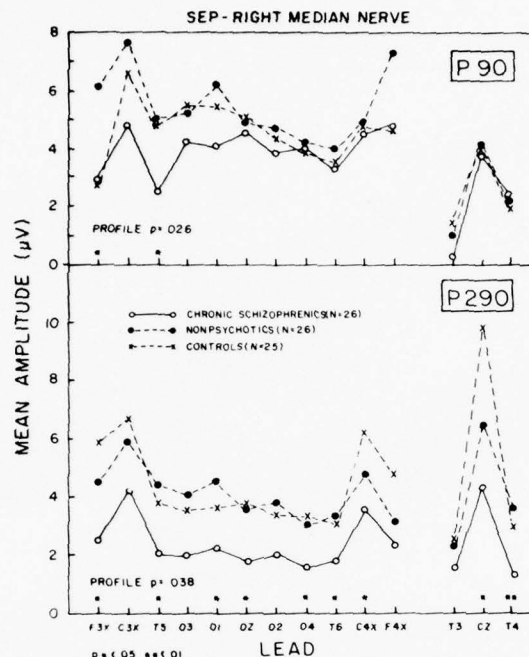 SEP-RIGHT MEDIAN NERVE
P 90
8
6
4
2
0
PROFILE p= 026
* *
P290
MEAN AMPLITUDE (µV)
10
8
6
4
2
0
CHRONIC SCHIZOPHRENICS (N=26)
NONPSYCHOTICS (N=26)
CONTROLS (N=25)
PROFILE p= 038
* * * * * * * * **
F3X C3X T5 O3 O1 OZ O2 O4 T6 C4X F4X T3 CZ T4
LEAD